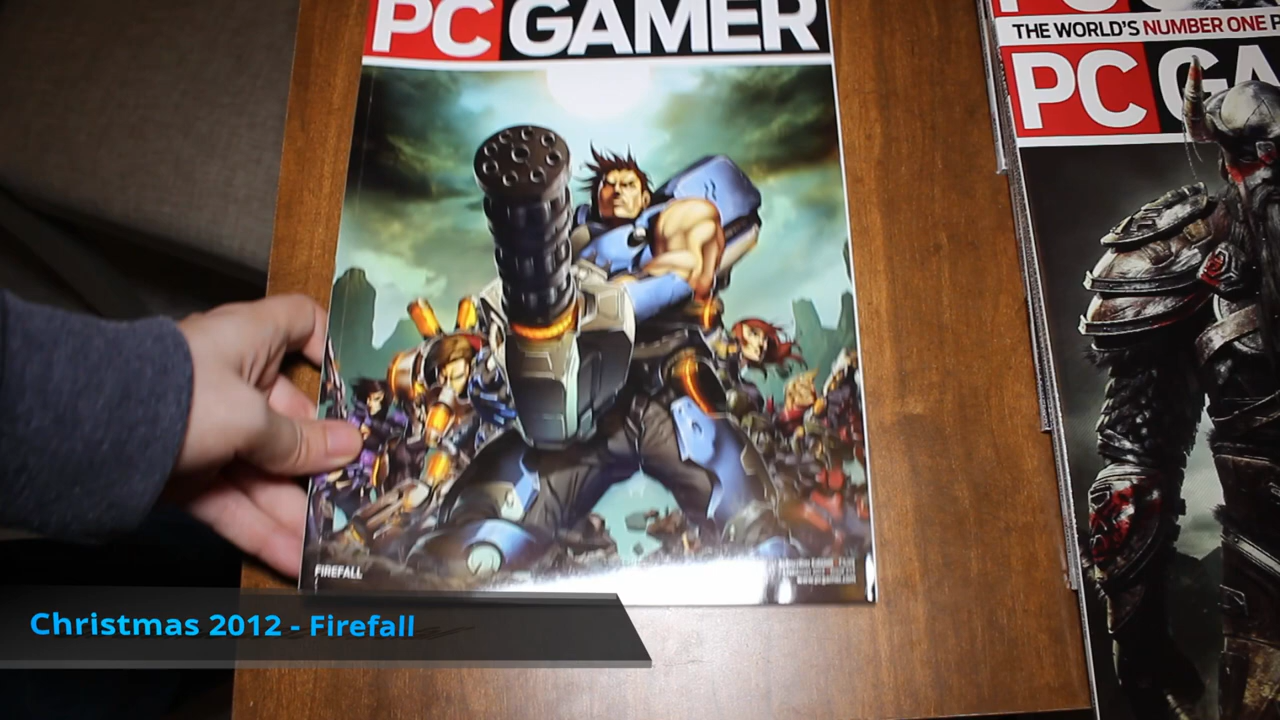 PC GAMER
THE WORLD'S NUMBER ONE
PC GA
FIREFALL
Christmas 2012 - Firefall